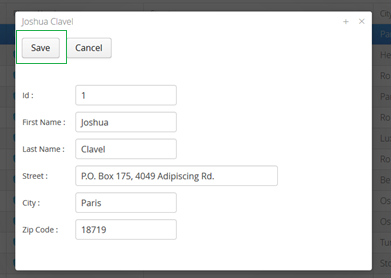 Joshua Clavel
Save Cancel
Id : 1
First Name : Joshua
Last Name : Clavel
Street : P.O. Box 175, 4049 Adipiscing Rd.
City : Paris
Zip Code : 18719